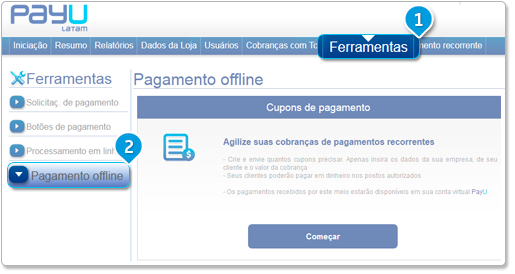 PayU
LATAM
1
Iniciação Resumo Relatórios Dados da Loja Usuários Cobranças com To Ferramentas mento recorrente
Ferramentas
Pagamento offline
Solicitaç. de pagamento
Cupons de pagamento
Botões de pagamento
Agilize suas cobranças de pagamentos recorrentes
Processamento em lin
2
- Crie e envie quantos cupons precisar. Apenas insira os dados da sua empresa, de seu
cliente e o valor da cobrança.
Pagamento offline
- Seus clientes poderão pagar em dinheiro nos postos autorizados
- Os pagamentos recebidos por este meio estarão disponíveis em sua conta virtual PayU
Começar